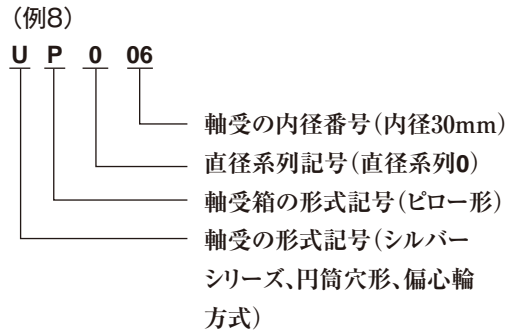 (例8)
U P 0 06
軸受の内径番号(内径30mm)
直径系列記号(直径系列0)
軸受箱の形式記号(ピロー形)
軸受の形式記号(シルバー
シリーズ、円筒穴形、偏心輪
方式)